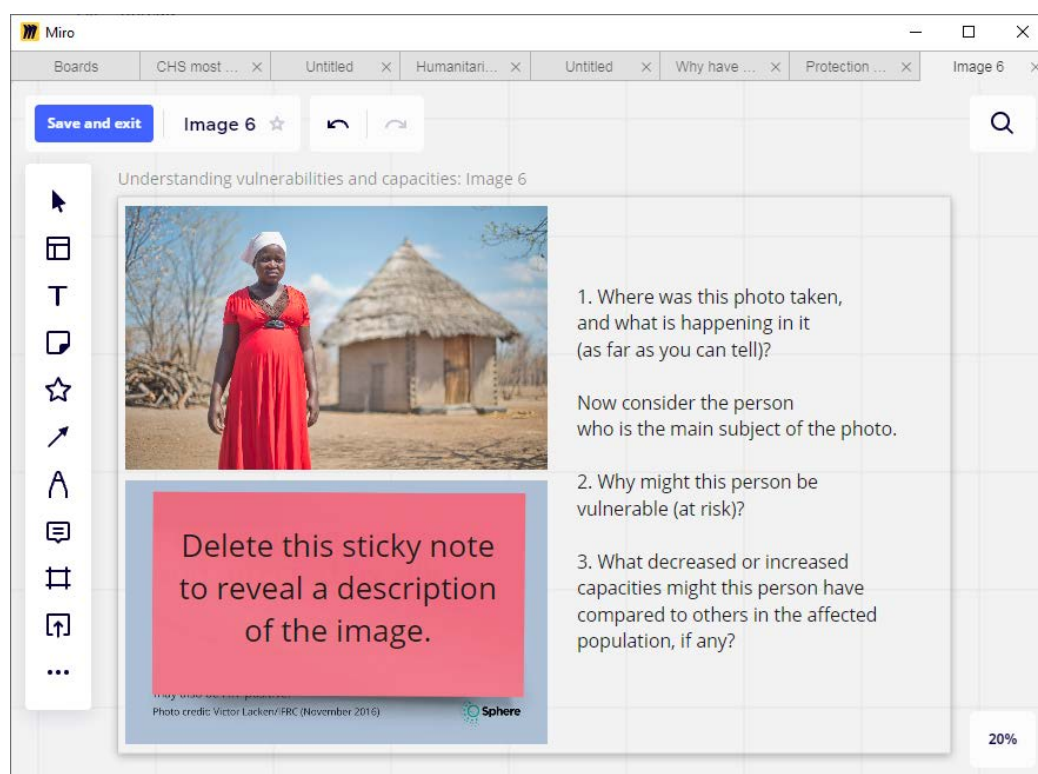 Miro
Boards
CHS most ...
Untitled
Humanitari...
Untitled
Why have ...
Protection ...
Image 6
Save and exit
Image 6
Understanding vulnerabilities and capacities: Image 6
1. Where was this photo taken,
and what is happening in it
(as far as you can tell)?
Now consider the person
who is the main subject of the photo.
2. Why might this person be
vulnerable (at risk)?
3. What decreased or increased
capacities might this person have
compared to others in the affected
population, if any?
Delete this sticky note
to reveal a description
of the image.
Photo credit: Victor Lacken/IFRC (November 2016)
Sphere
20%